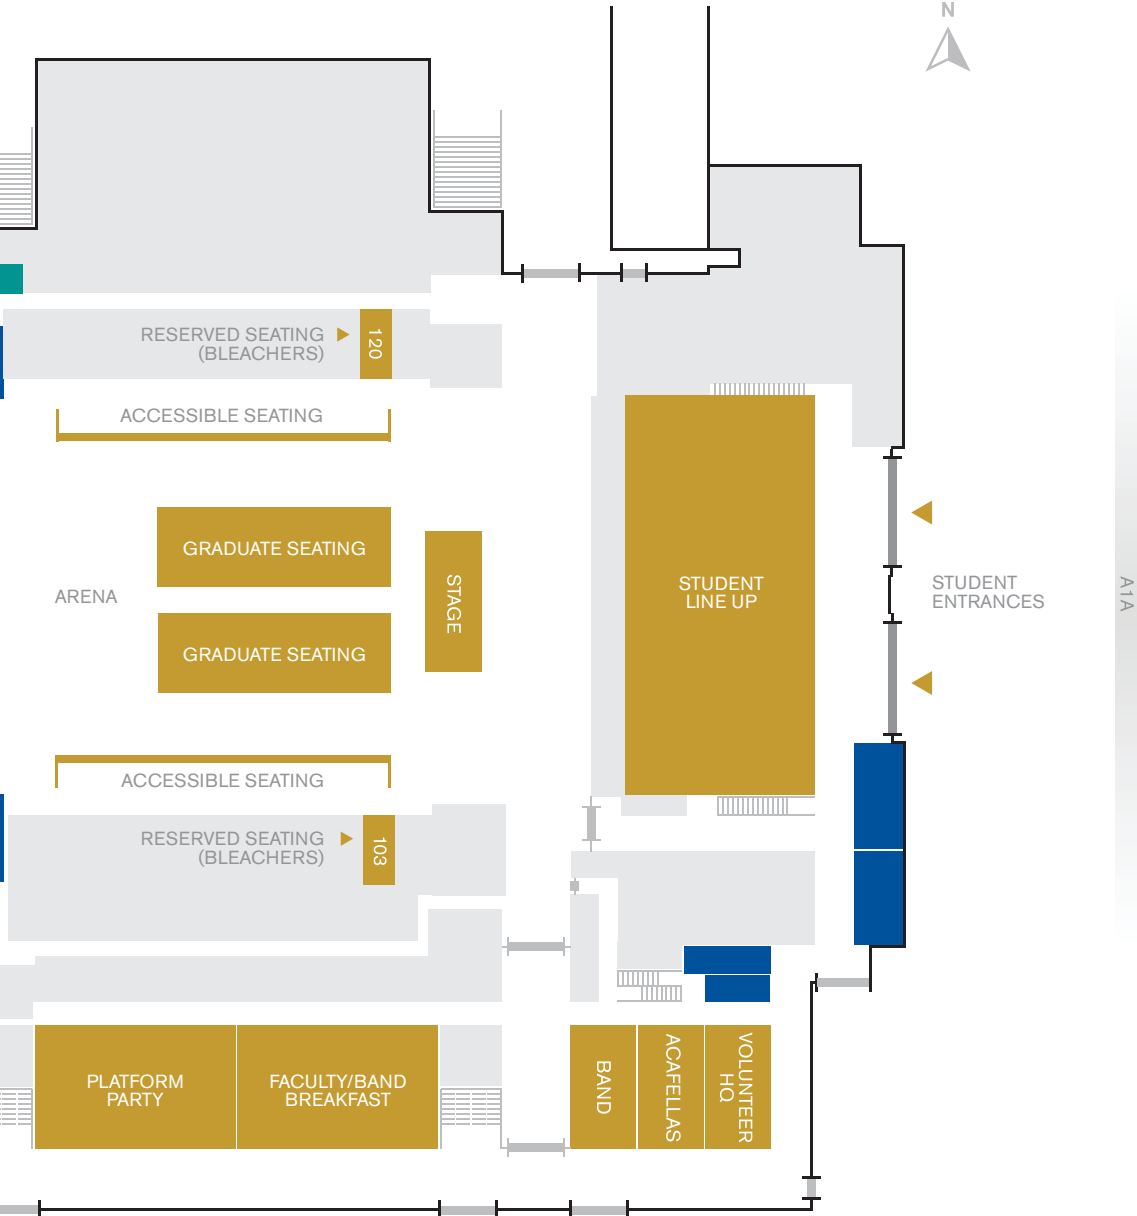 N
RESERVED SEATING
(BLEACHERS)
120
ACCESSIBLE SEATING
GRADUATE SEATING
STAGE
ARENA
GRADUATE SEATING
STUDENT
LINE UP
STUDENT
ENTRANCES
A1A
ACCESSIBLE SEATING
RESERVED SEATING
(BLEACHERS)
103
PLATFORM
PARTY
FACULTY/BAND
BREAKFAST
BAND
ACAFELLAS
VOLUNTEER
HQ